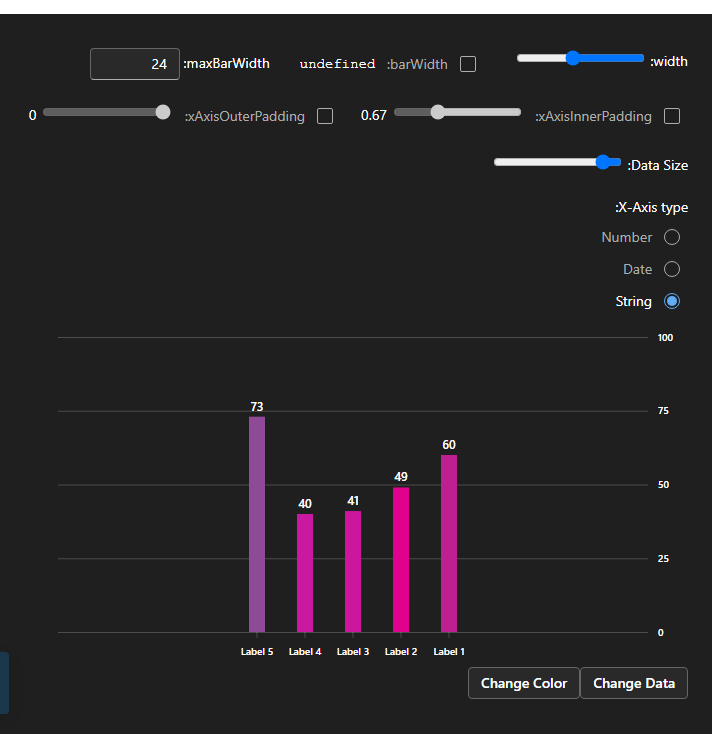 :width
:barWidth undefined
:maxBarWidth 24
:xAxisInnerPadding 0.67
:xAxisOuterPadding 0
:Data Size
:X-Axis type
Number
Date
String
100
75
50
25
0
73
40
41
49
60
Label 5 Label 4 Label 3 Label 2 Label 1
Change Color Change Data